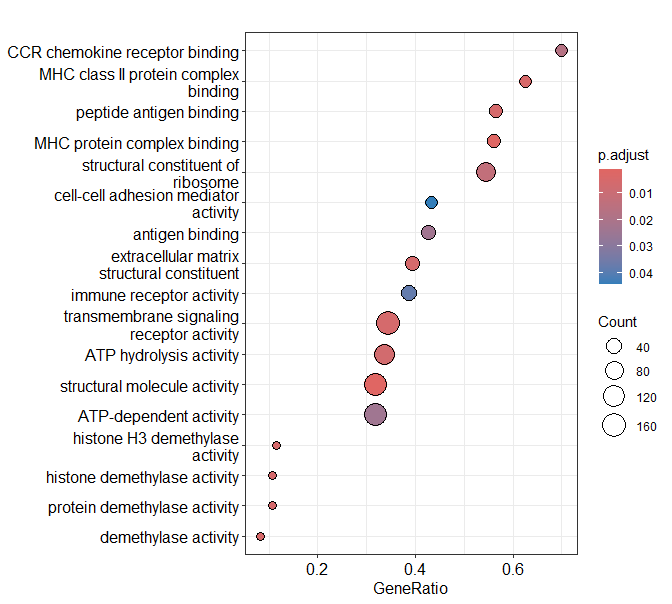 CCR chemokine receptor binding
MHC class II protein complex
binding
peptide antigen binding
MHC protein complex binding
structural constituent of
ribosome
cell-cell adhesion mediator
activity
antigen binding
extracellular matrix
structural constituent
immune receptor activity
transmembrane signaling
receptor activity
ATP hydrolysis activity
structural molecule activity
ATP-dependent activity
histone H3 demethylase
activity
histone demethylase activity
protein demethylase activity
demethylase activity
0.2 0.4 0.6
GeneRatio
p.adjust
0.01
0.02
0.03
0.04
Count
40
80
120
160